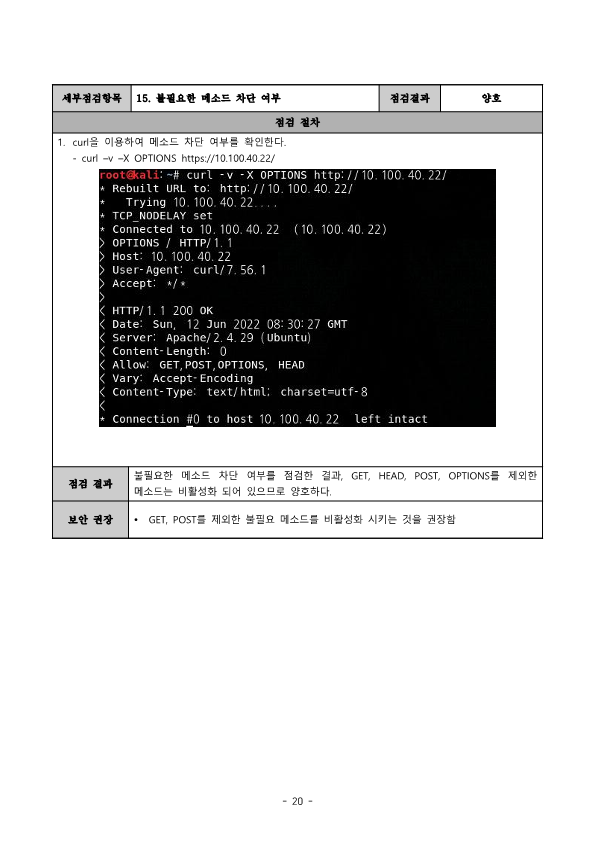 세부점검항목 15. 불필요한 메소드 차단 여부 점검결과 양호
점검 절차
1. curl을 이용하여 메소드 차단 여부를 확인한다.
- curl –v –X OPTIONS https://10.100.40.22/
root@kali:~# curl -v -X OPTIONS http://10.100.40.22/
* Rebuilt URL to: http://10.100.40.22/
*   Trying 10.100.40.22....
* TCP_NODELAY set
* Connected to 10.100.40.22  (10.100.40.22)
> OPTIONS / HTTP/1.1
> Host: 10.100.40.22
> User-Agent: curl/7.56.1
> Accept: */*
>
< HTTP/1.1 200 OK
< Date: Sun, 12 Jun 2022 08:30:27 GMT
< Server: Apache/2.4.29 (Ubuntu)
< Content-Length: 0
< Allow: GET,POST,OPTIONS, HEAD
< Vary: Accept-Encoding
< Content-Type: text/html; charset=utf-8
<
* Connection #0 to host 10.100.40.22  left intact
점검 결과 불필요한 메소드 차단 여부를 점검한 결과, GET, HEAD, POST, OPTIONS를 제외한
메소드는 비활성화 되어 있으므로 양호하다.
보안 권장 • GET, POST를 제외한 불필요 메소드를 비활성화 시키는 것을 권장함
- 20 -